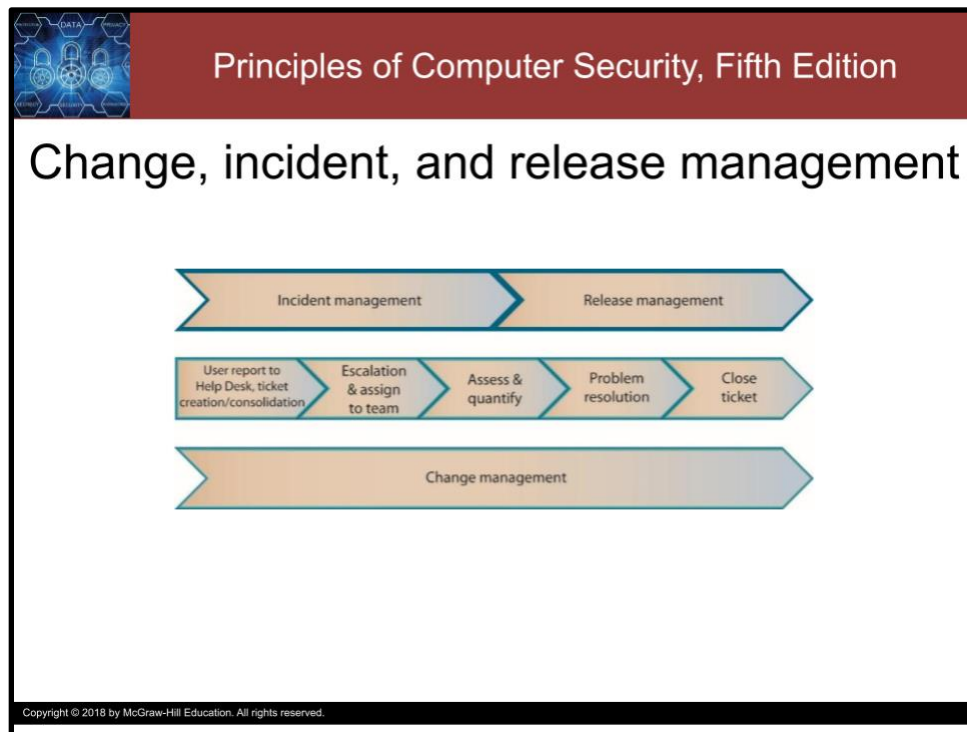 DATA
PRIVACY
SECURITY
Principles of Computer Security, Fifth Edition
Change, incident, and release management
Incident management
Release management
User report to
Help Desk, ticket
creation/consolidation
Escalation
& assign
to team
Assess &
quantify
Problem
resolution
Close
ticket
Change management
Copyright © 2018 by McGraw-Hill Education. All rights reserved.